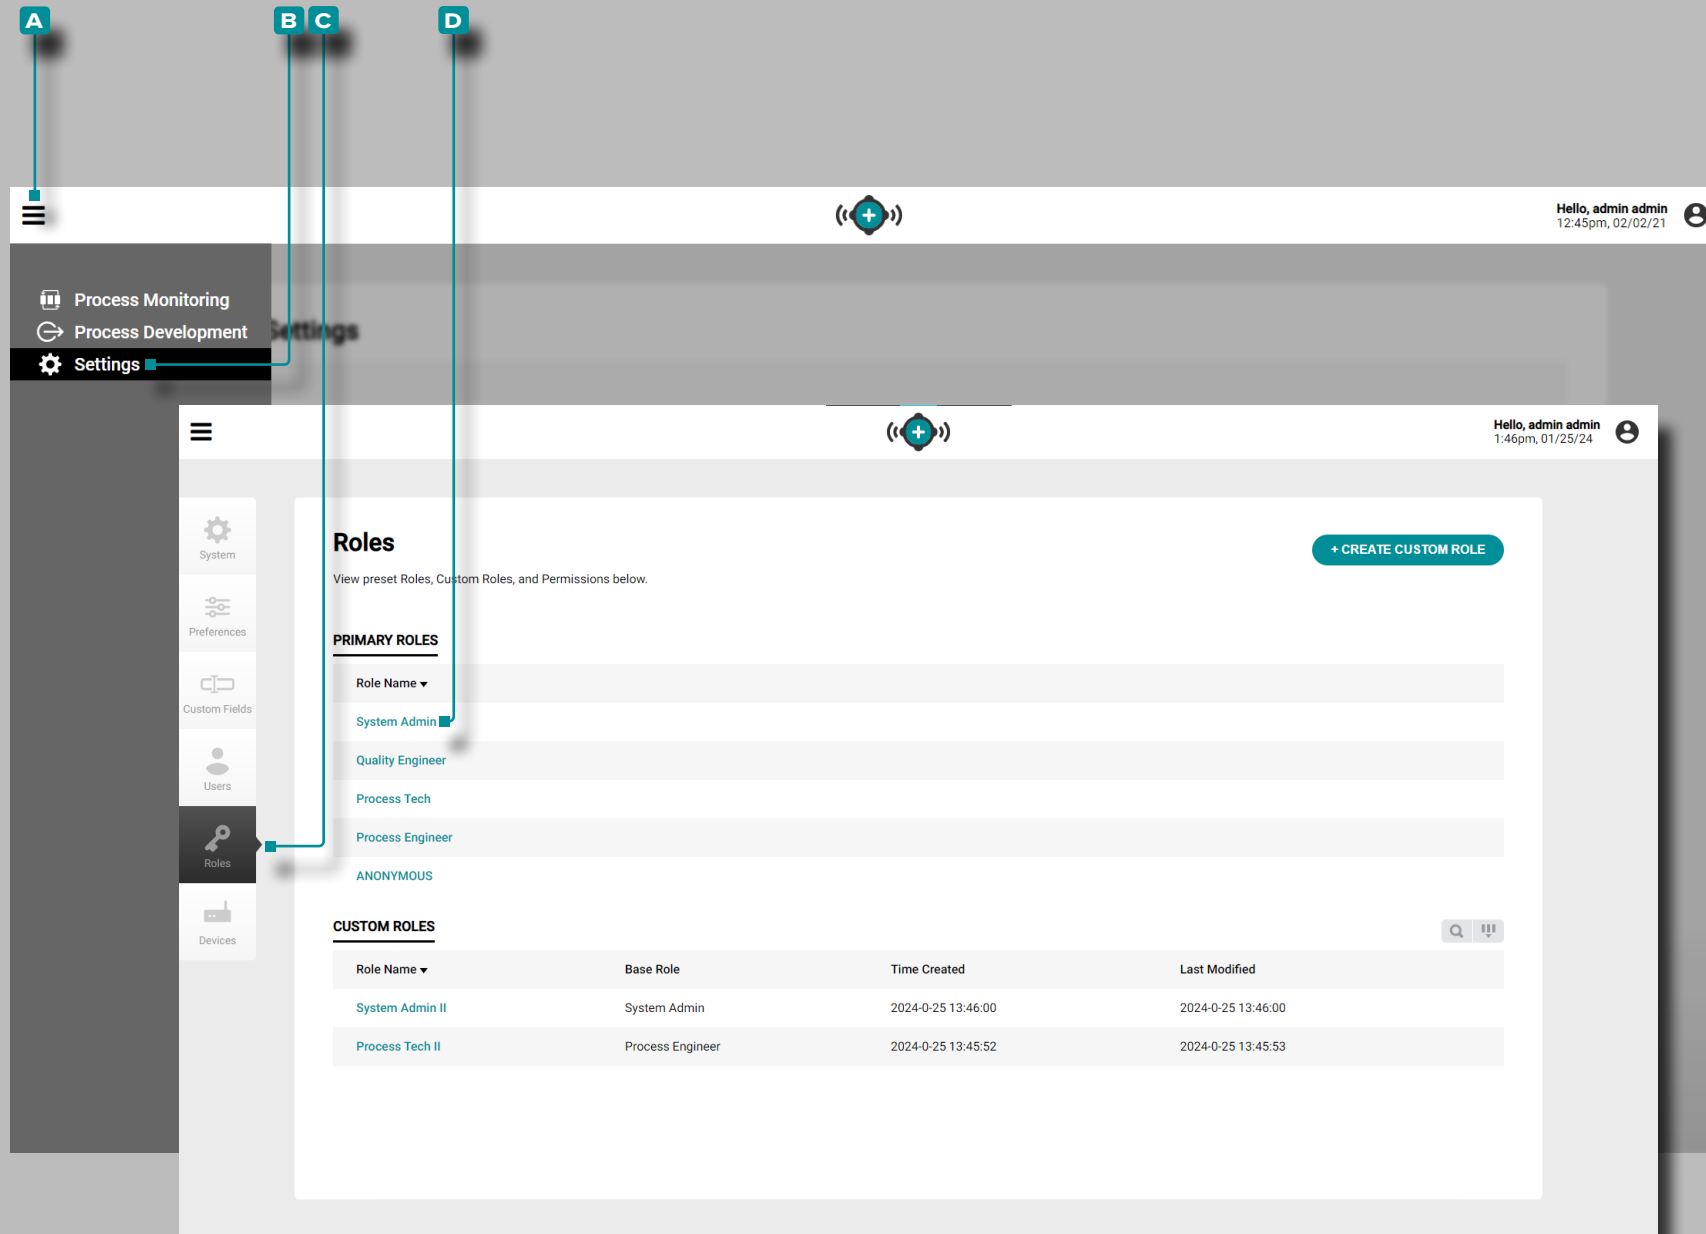 A B C D
Hello, admin admin
12:45pm, 02/02/21
Process Monitoring
Process Development
Settings
Settings
Hello, admin admin
1:46pm, 01/25/24
System
Preferences
Custom Fields
Users
Roles
Devices
Roles
+ CREATE CUSTOM ROLE
View preset Roles, Custom Roles, and Permissions below.
PRIMARY ROLES
Role Name
System Admin
Quality Engineer
Process Tech
Process Engineer
ANONYMOUS
CUSTOM ROLES
Role Name Base Role Time Created Last Modified
System Admin II System Admin 2024-0-25 13:46:00 2024-0-25 13:46:00
Process Tech II Process Engineer 2024-0-25 13:45:52 2024-0-25 13:45:53